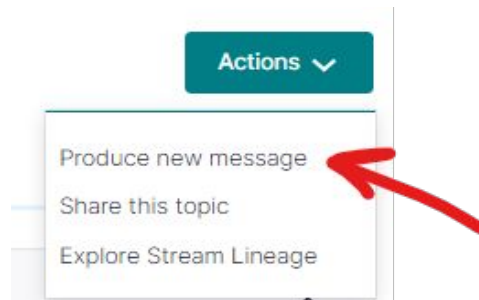 Actions
Produce new message
Share this topic
Explore Stream Lineage